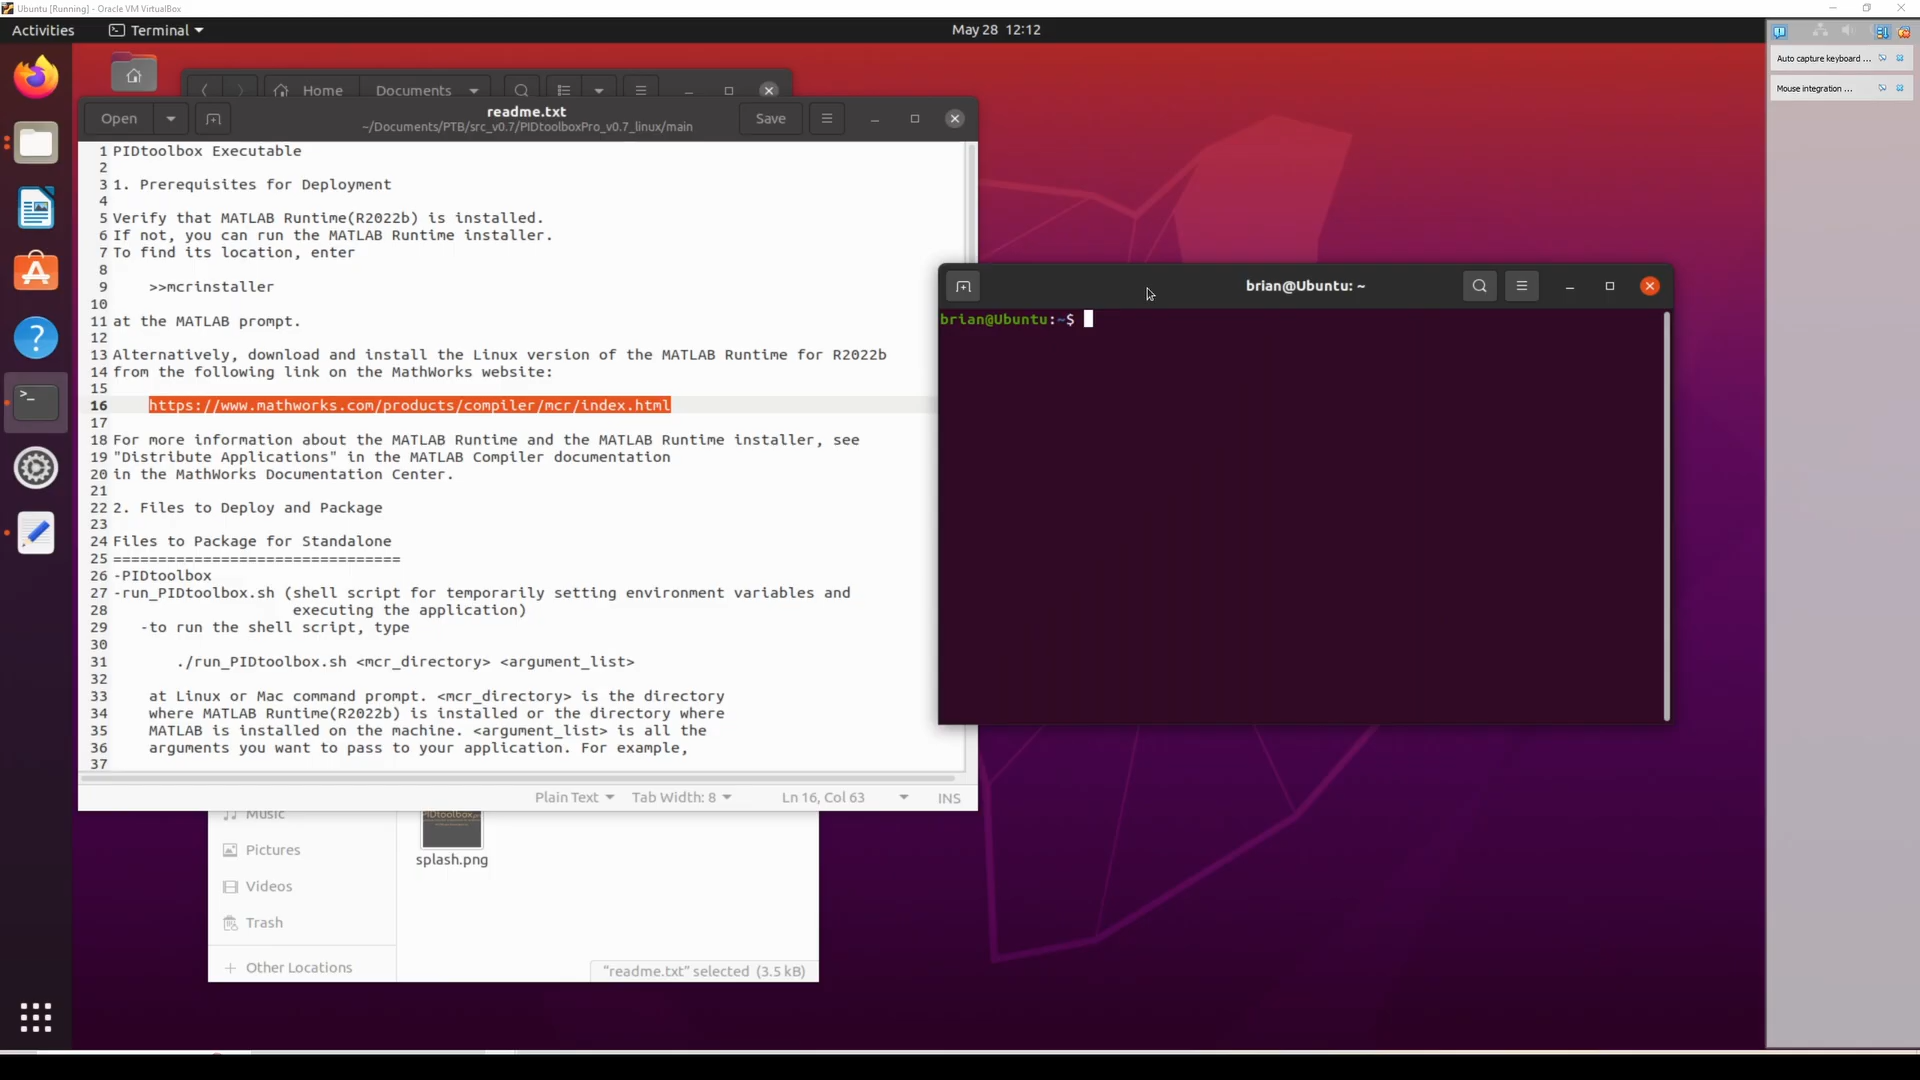 Ubuntu [Running] - Oracle VM VirtualBox
Activities
Terminal
May 28 12:12
Auto capture keyboard ...
Mouse integration ...
Home
Documents
Open
readme.txt
~/Documents/PTB/src_v0.7/PIDtoolboxPro_v0.7_linux/main
Save
1 PIDtoolbox Executable
2
3 1. Prerequisites for Deployment
4
5 Verify that MATLAB Runtime(R2022b) is installed.
6 If not, you can run the MATLAB Runtime installer.
7 To find its location, enter
8
9 >>mcrinstaller
10
11 at the MATLAB prompt.
12
13 Alternatively, download and install the Linux version of the MATLAB Runtime for R2022b
14 from the following link on the MathWorks website:
15
16 https://www.mathworks.com/products/compiler/mcr/index.html
17
18 For more information about the MATLAB Runtime and the MATLAB Runtime installer, see
19 "Distribute Applications" in the MATLAB Compiler documentation
20 in the MathWorks Documentation Center.
21
22 2. Files to Deploy and Package
23
24 Files to Package for Standalone
25 ================================
26 -PIDtoolbox
27 -run_PIDtoolbox.sh (shell script for temporarily setting environment variables and
28 executing the application)
29 -to run the shell script, type
30
31 ./run_PIDtoolbox.sh <mcr_directory> <argument_list>
32
33 at Linux or Mac command prompt. <mcr_directory> is the directory
34 where MATLAB Runtime(R2022b) is installed or the directory where
35 MATLAB is installed on the machine. <argument_list> is all the
36 arguments you want to pass to your application. For example,
37
Plain Text
Tab Width: 8
Ln 16, Col 63
INS
brian@Ubuntu: ~
brian@Ubuntu:~$
Music
Pictures
Videos
Trash
+ Other Locations
splash.png
"readme.txt" selected (3.5 kB)